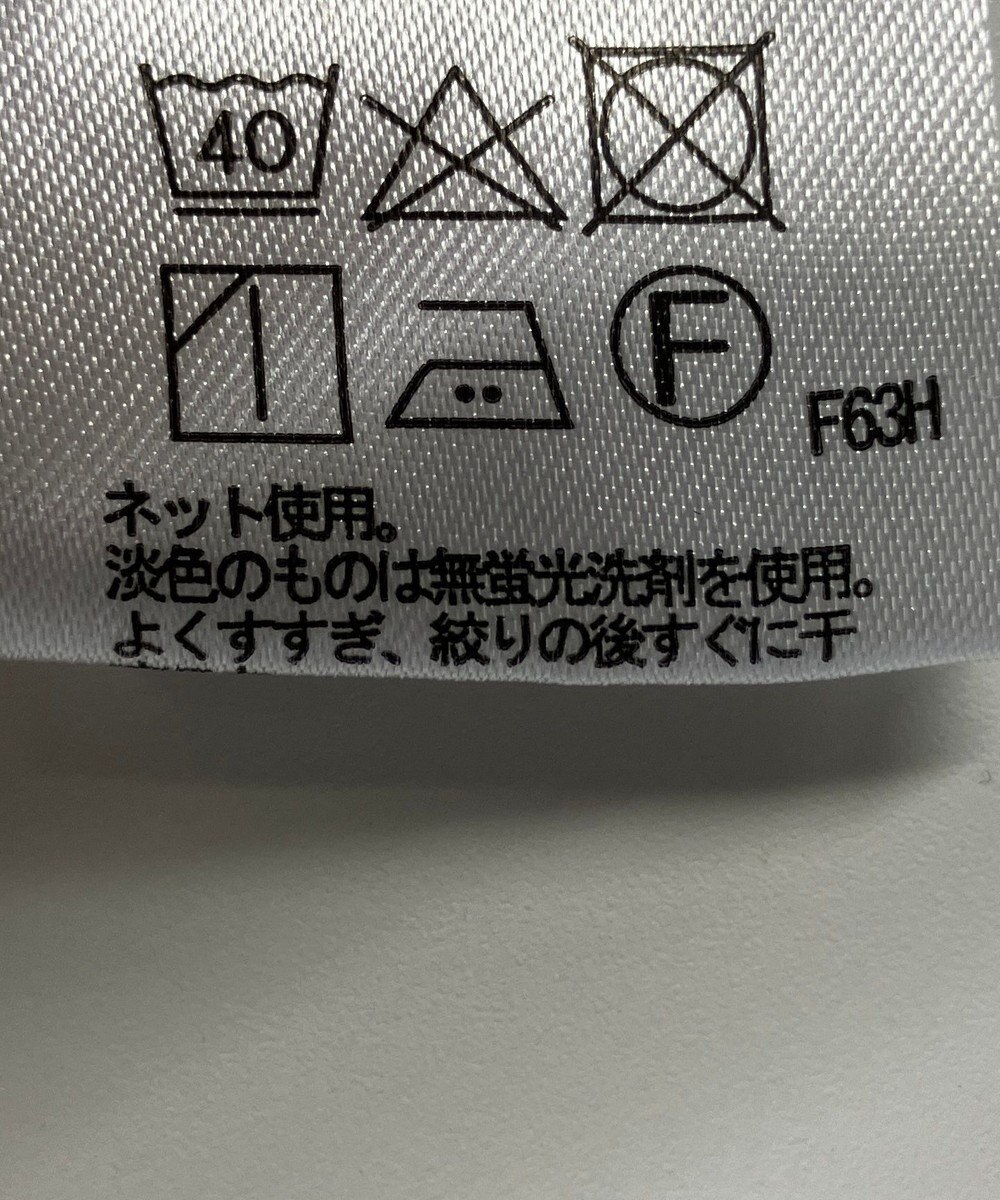 40
F
F63H
ネット使用。
淡色のものは無蛍光洗剤を使用。
よくすすぎ、絞りの後すぐに干